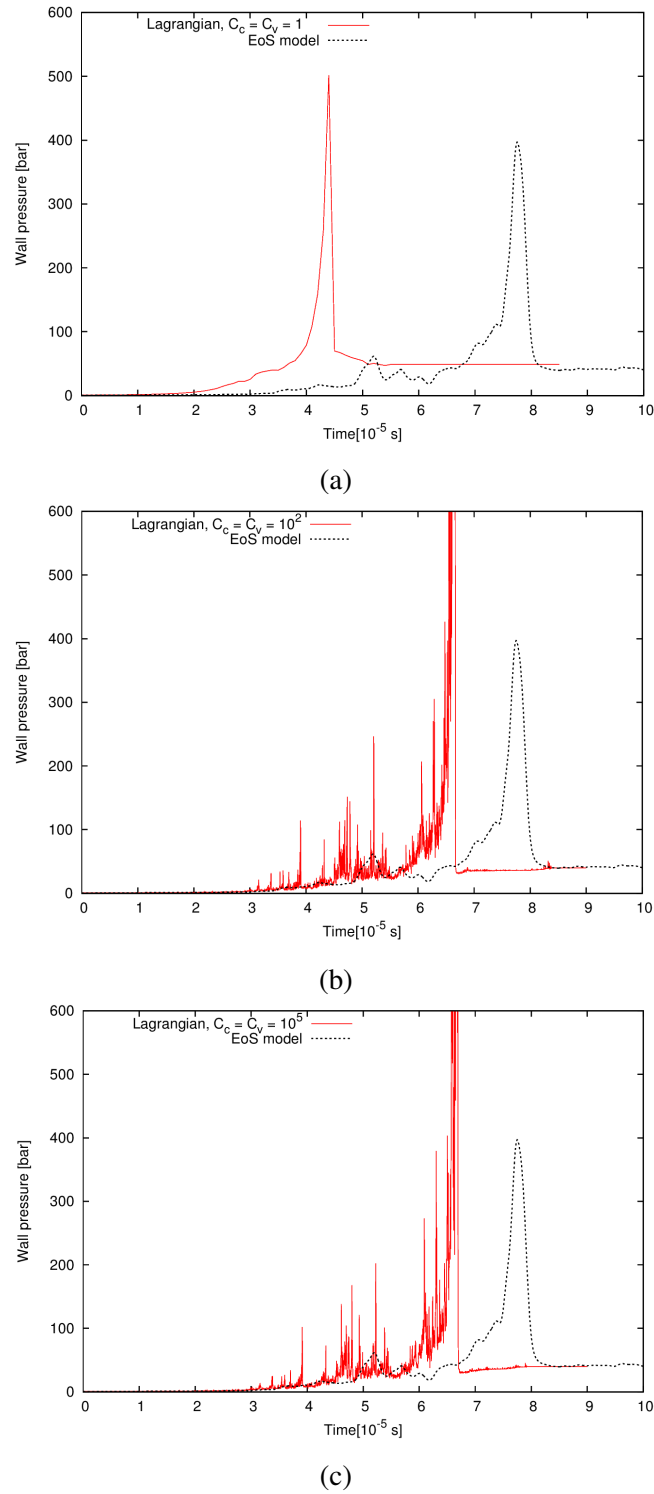 Lagrangian, C_c = C_v = 1
EoS model
600
500
400
300
200
100
0
Wall pressure [bar]
0 1 2 3 4 5 6 7 8 9 10
Time[10^-5 s]
(a)
Lagrangian, C_c = C_v = 10^2
EoS model
600
500
400
300
200
100
0
Wall pressure [bar]
0 1 2 3 4 5 6 7 8 9 10
Time[10^-5 s]
(b)
Lagrangian, C_c = C_v = 10^5
EoS model
600
500
400
300
200
100
0
Wall pressure [bar]
0 1 2 3 4 5 6 7 8 9 10
Time[10^-5 s]
(c)